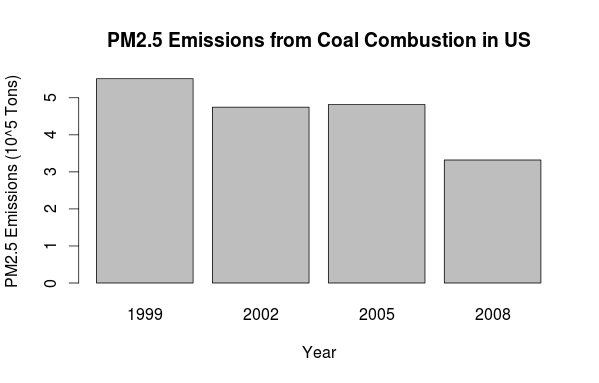 PM2.5 Emissions from Coal Combustion in US
PM2.5 Emissions (10^5 Tons)
5
4
3
2
1
0
1999 2002 2005 2008
Year